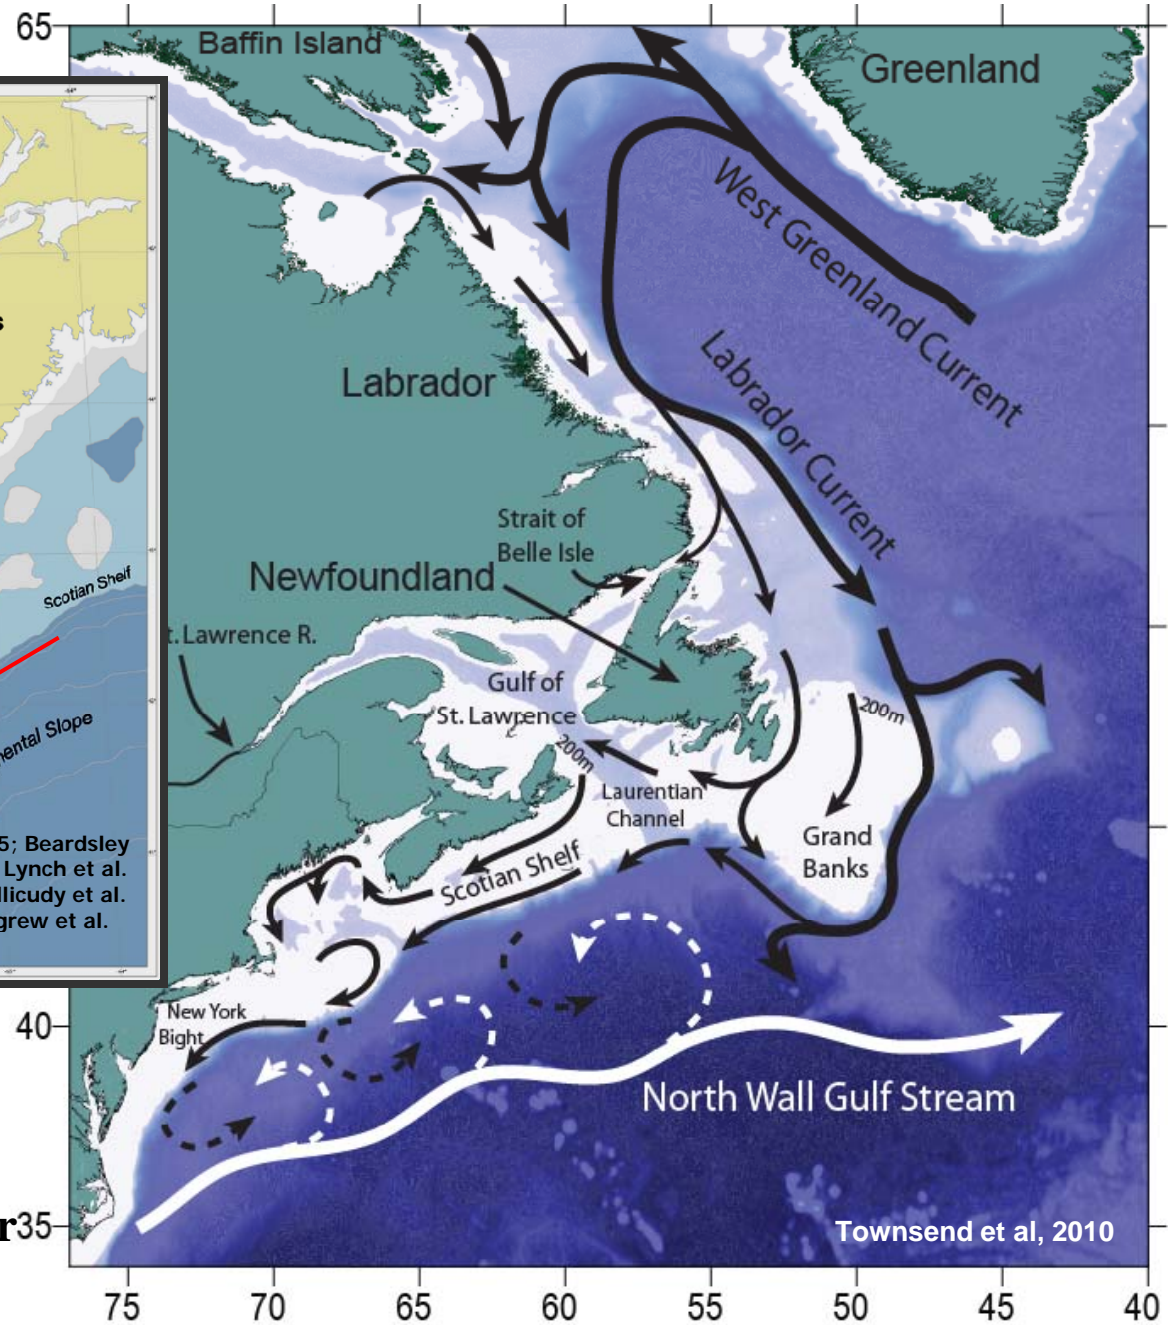 65
Baffin Island
Greenland
West Greenland Current
Labrador
Labrador Current
Strait of
Belle Isle
Newfoundland
t. Lawrence R.
Gulf of
St. Lawrence
200m
200m
Laurentian
Channel
Grand
Banks
Scotian Shelf
Scotian Shelf
ental Slope
5; Beardsley
Lynch et al.
llicudy et al.
grew et al.
New York
Bight
40
North Wall Gulf Stream
r
35
Townsend et al, 2010
75 70 65 60 55 50 45 40